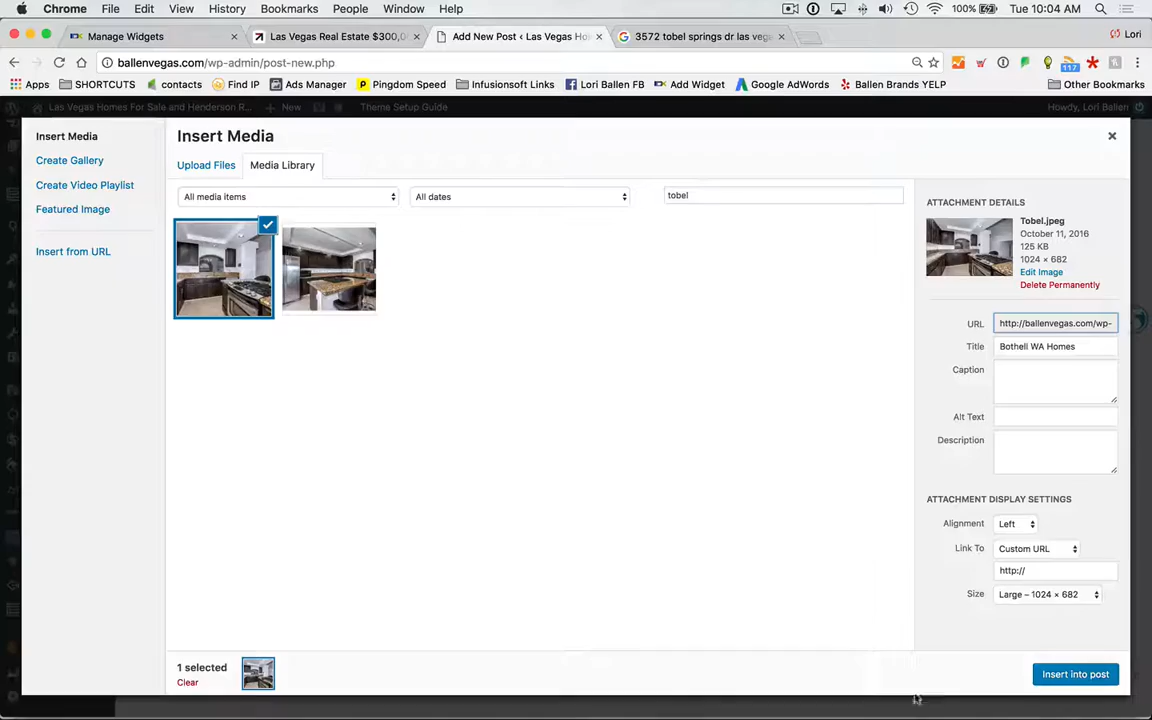 Chrome File Edit View History Bookmarks People Window Help 100% Tue 10:04 AM
Manage Widgets Las Vegas Real Estate $300,0 Add New Post ‹ Las Vegas Ho 3572 tobel springs dr las vega Lori
ballenvegas.com/wp-admin/post-new.php 117
Apps SHORTCUTS contacts Find IP Ads Manager Pingdom Speed Infusionsoft Links Lori Ballen FB Add Widget Google AdWords Ballen Brands YELP Other Bookmarks
Las Vegas Homes For Sale and Henderson R... New Theme Setup Guide Howdy, Lori Ballen
Insert Media
Create Gallery
Create Video Playlist
Featured Image
Insert from URL
Insert Media
Upload Files Media Library
All media items All dates tobel
ATTACHMENT DETAILS
Tobel.jpeg
October 11, 2016
125 KB
1024 × 682
Edit Image
Delete Permanently
URL http://ballenvegas.com/wp-
Title Bothell WA Homes
Caption
Alt Text
Description
ATTACHMENT DISPLAY SETTINGS
Alignment Left
Link To Custom URL
http://
Size Large – 1024 × 682
1 selected
Clear
Insert into post